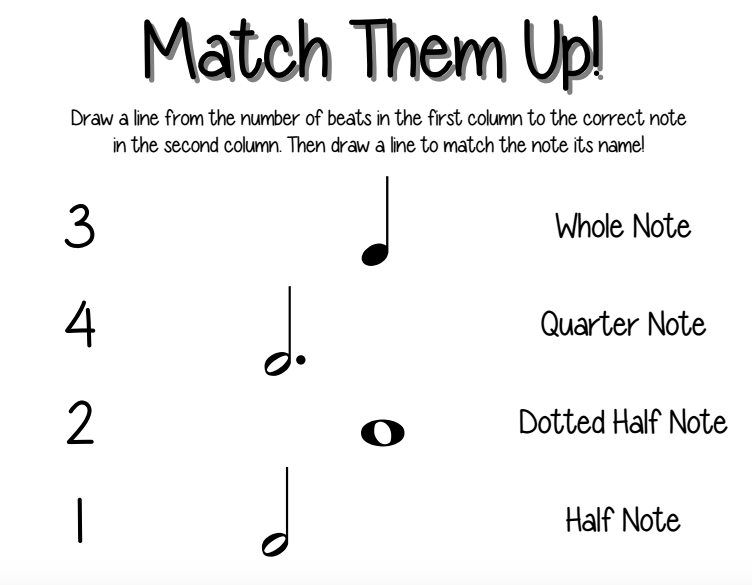 Match Them Up!
Draw a line from the number of beats in the first column to the correct note
in the second column. Then draw a line to match the note its name!
3
Whole Note
4
Quarter Note
2
Dotted Half Note
1
Half Note